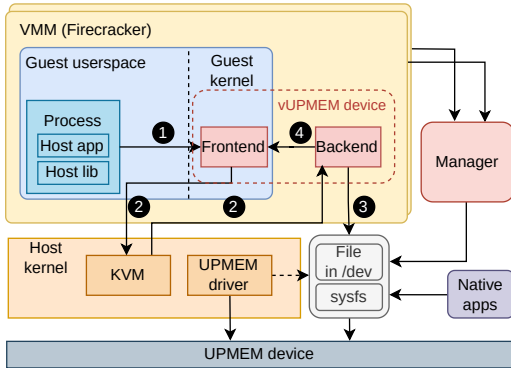 VMM (Firecracker)
Guest userspace
Guest
kernel
vUPMEM device
Process
Host app
Host lib
1
Frontend
4
Backend
Manager
2
2
3
Host
kernel
KVM
UPMEM
driver
File
in /dev
sysfs
Native
apps
UPMEM device